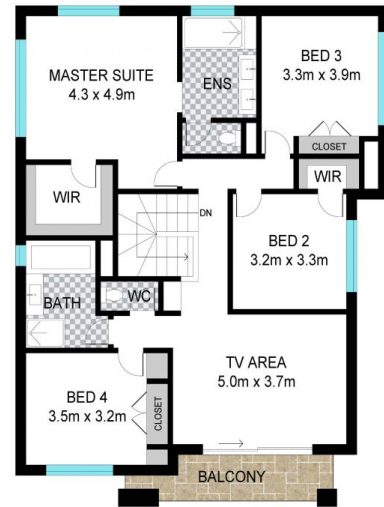 MASTER SUITE
4.3 x 4.9m
ENS
BED 3
3.3m x 3.9m
CLOSET
WIR
WIR
DN
BED 2
3.2m x 3.3m
BATH
WC
TV AREA
5.0m x 3.7m
BED 4
3.5m x 3.2m
CLOSET
BALCONY